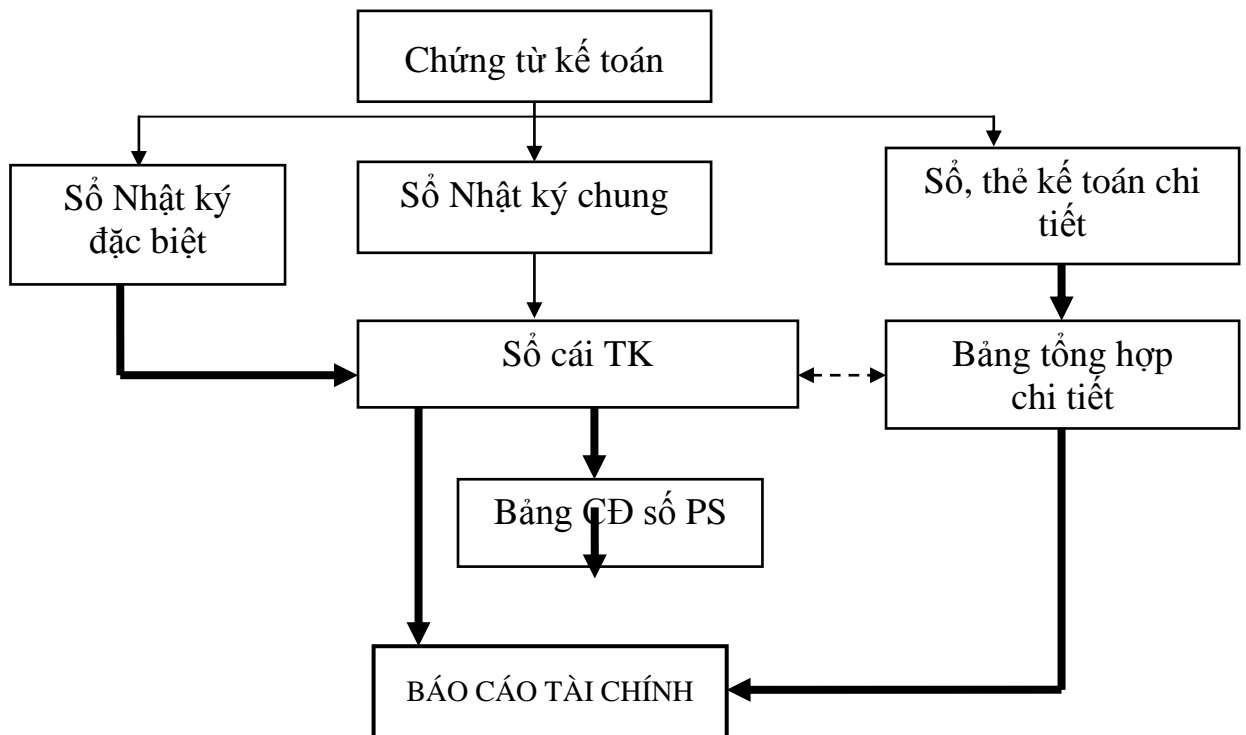 Chứng từ kế toán
Sổ Nhật ký
đặc biệt
Sổ Nhật ký chung
Sổ, thẻ kế toán chi
tiết
Sổ cái TK
Bảng tổng hợp
chi tiết
Bảng CĐ số PS
BÁO CÁO TÀI CHÍNH